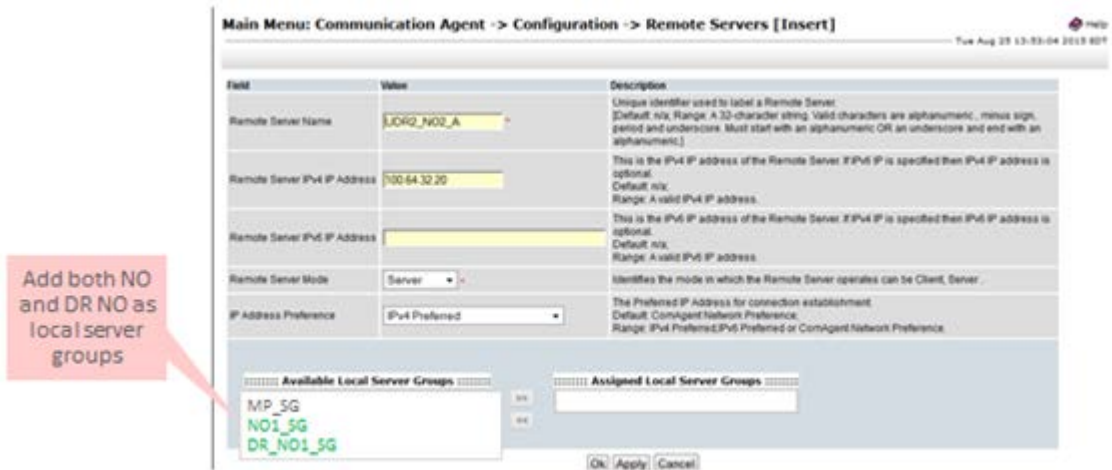 Main Menu: Communication Agent -> Configuration -> Remote Servers [Insert]
Help
Tue Aug 25 13:53:04 2015 EDT
Field Value Description
Remote Server Name UDR2_NO2_A * Unique identifier used to label a Remote Server.
[Default: n/a; Range: A 32-character string. Valid characters are alphanumeric, minus sign,
period and underscore. Must start with an alphanumeric OR an underscore and end with an
alphanumeric.]
Remote Server IPv4 IP Address 100.64.32.20 This is the IPv4 IP address of the Remote Server. If IPv6 IP is specified then IPv4 IP address is
optional.
Default: n/a;
Range: A valid IPv4 IP address.
Remote Server IPv6 IP Address This is the IPv6 IP address of the Remote Server. If IPv4 IP is specified then IPv6 IP address is
optional.
Default: n/a;
Range: A valid IPv6 IP address.
Remote Server Mode Server * Identifies the mode in which the Remote Server operates can be Client, Server .
IP Address Preference IPv4 Preferred The Preferred IP Address for connection establishment.
Default: ComAgent Network Preference;
Range: IPv4 Preferred,IPv6 Preferred or ComAgent Network Preference.
Add both NO
and DR NO as
local server
groups
Available Local Server Groups Assigned Local Server Groups
MP_SG
NO1_SG
DR_NO1_SG
>>
<<
Ok Apply Cancel